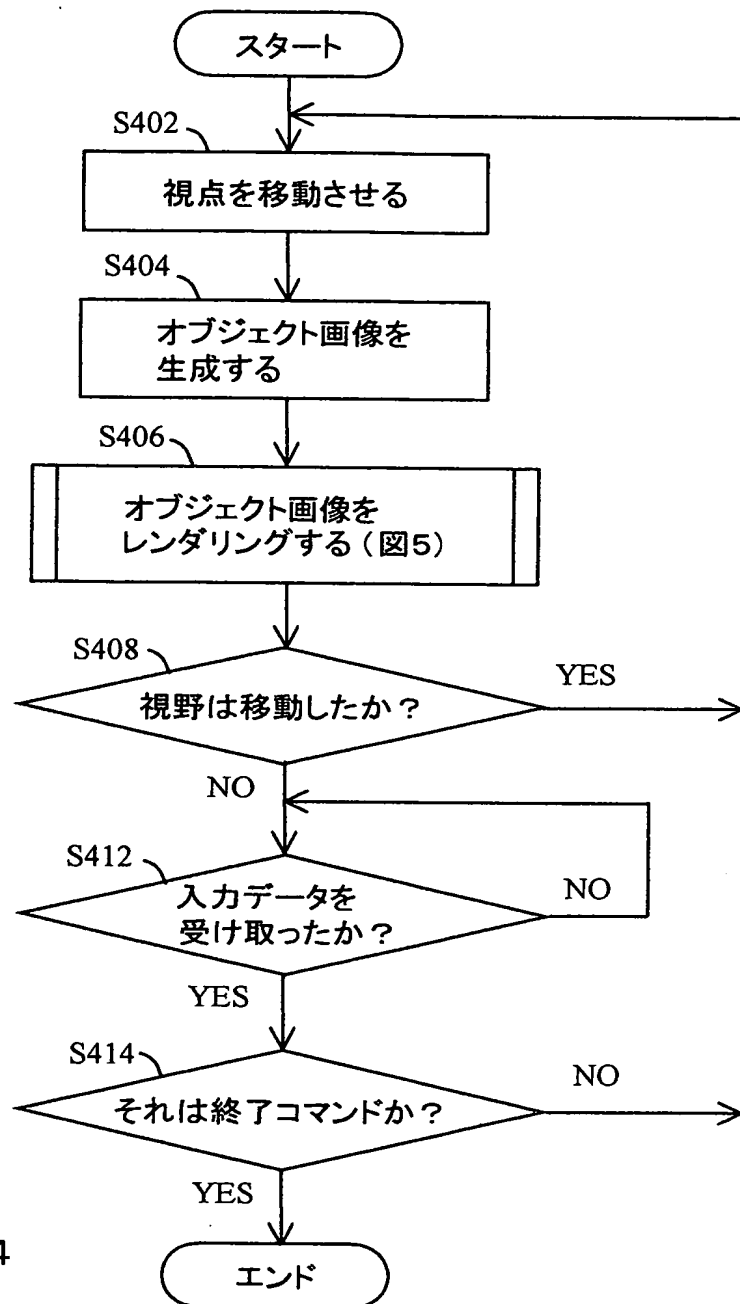 スタート
S402
視点を移動させる
S404
オブジェクト画像を
生成する
S406
オブジェクト画像を
レンダリングする(図5)
S408
視野は移動したか?
YES
NO
S412
入力データを
受け取ったか?
NO
YES
S414
それは終了コマンドか?
NO
YES
エンド
4